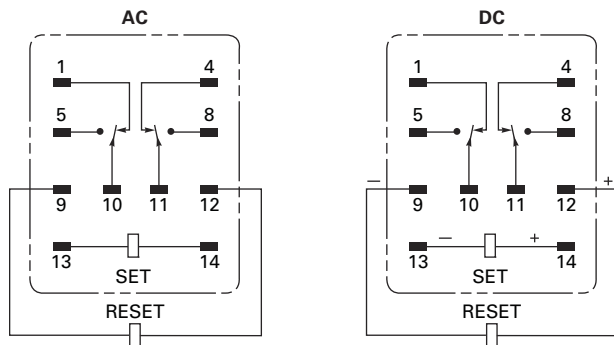 AC DC
1 4 1 4
5 8 5 8
− − +
9 10 11 12 9 10 11 12
− +
13 14 13 14
SET SET
RESET RESET